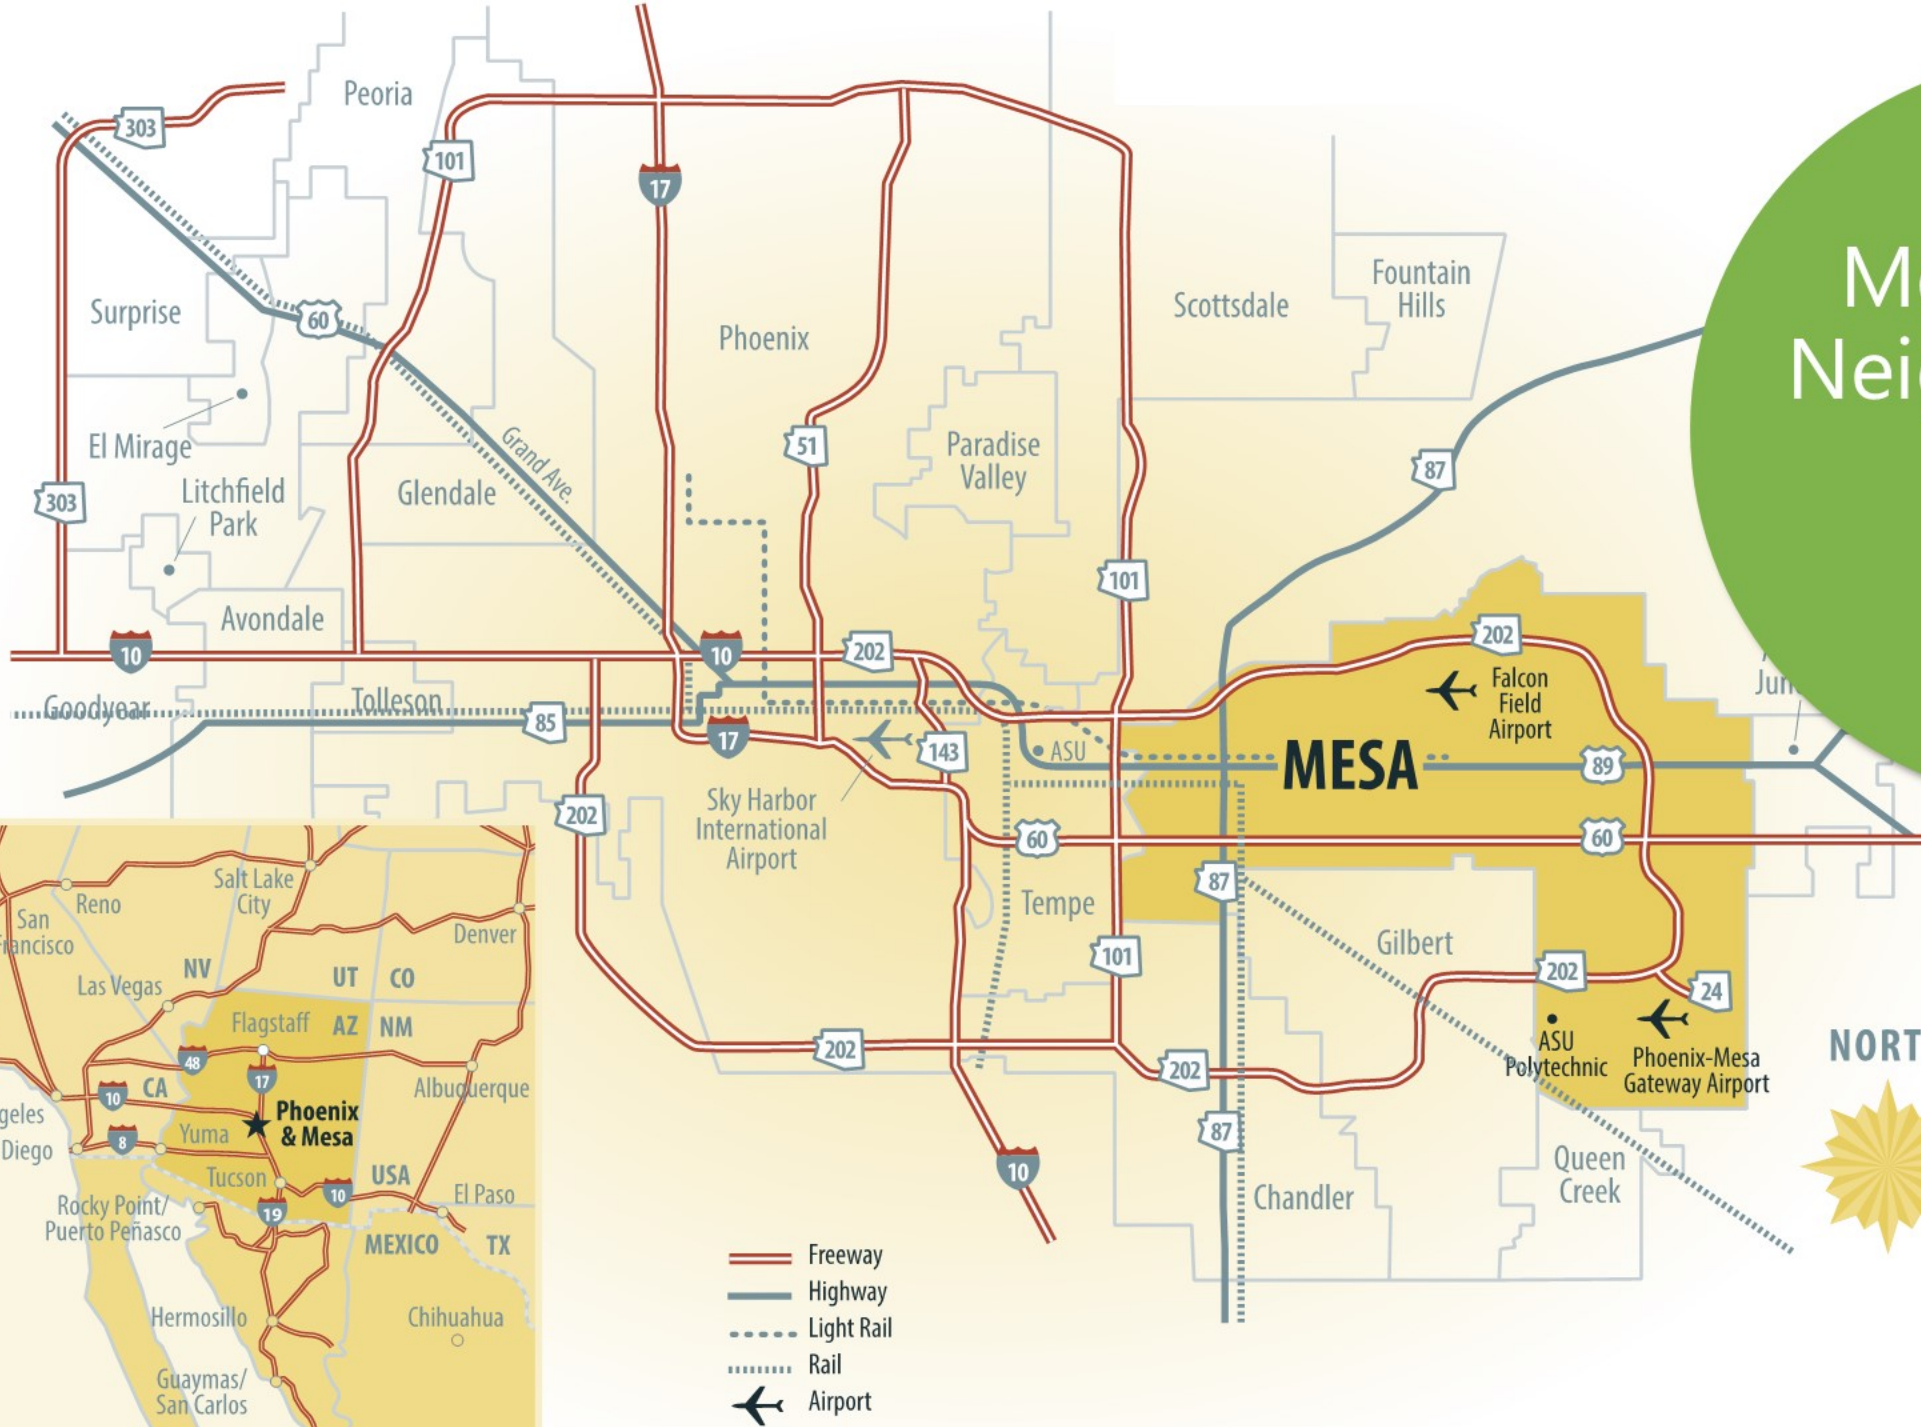 Peoria
303
101
17
Surprise
60
Phoenix
Scottsdale
Fountain
Hills
El Mirage
Grand Ave.
51
Paradise
Valley
87
303
Litchfield
Park
Glendale
101
Avondale
10
10
202
202
Goodyear
Tolleson
85
17
143
ASU
Falcon
Field
Airport
MESA
89
202
Sky Harbor
International
Airport
60
60
Tempe
87
101
Gilbert
202
24
ASU
Polytechnic
Phoenix-Mesa
Gateway Airport
202
202
87
10
Chandler
Queen
Creek
Reno
Salt Lake
City
San
Denver
Las Vegas
NV
UT
CO
Flagstaff
AZ
NM
48
17
10
CA
Albuquerque
Phoenix
& Mesa
8
Yuma
Diego
Tucson
10
USA
El Paso
19
Rocky Point/
Puerto Peñasco
MEXICO
TX
Hermosillo
Chihuahua
Guaymas/
San Carlos
Freeway
Highway
Light Rail
Rail
Airport